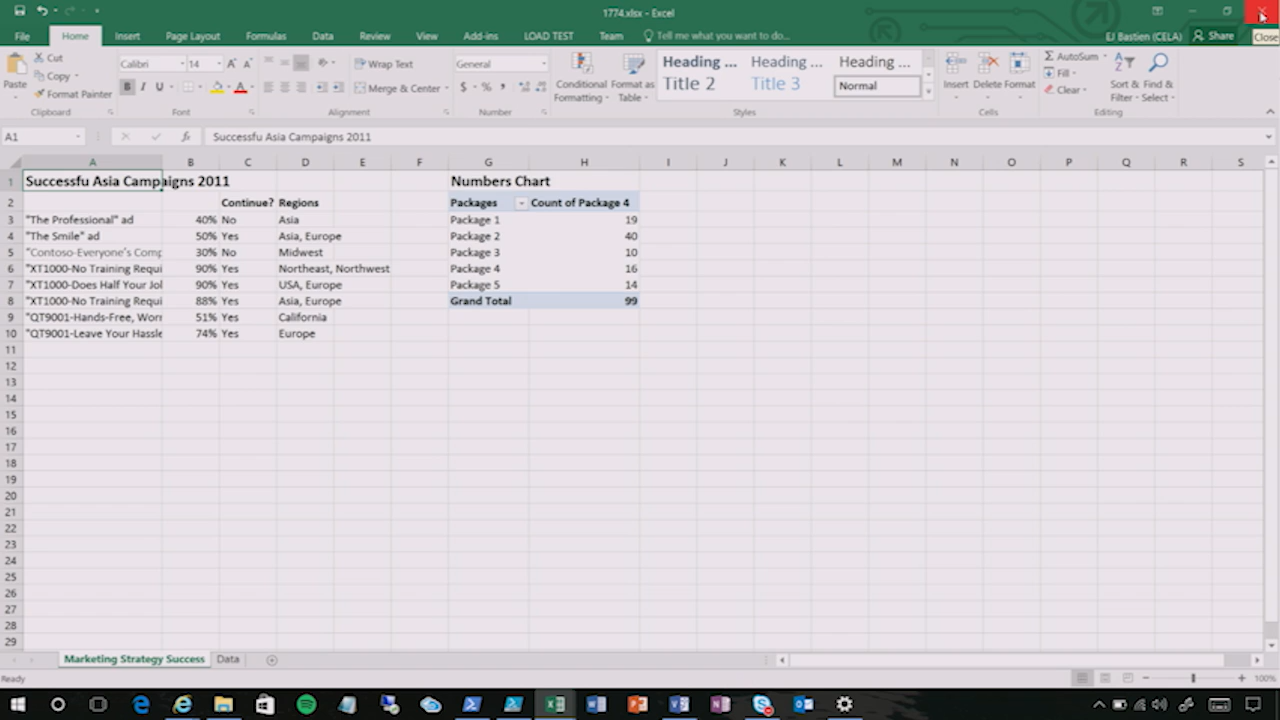 1774.xlsx - Excel
EJ Bastien (CELA) Share Close
File Home Insert Page Layout Formulas Data Review View Add-ins LOAD TEST Team Tell me what you want to do...
Paste Cut Copy Format Painter Clipboard
Calibri 14 B I U Font
Wrap Text Merge & Center Alignment
General $ % Number
Conditional Formatting Format as Table
Heading ... Heading ... Heading ...
Title 2 Title 3 Normal
Styles
Insert Delete Format Cells
AutoSum Fill Clear Sort & Find & Filter Select Editing
A1 fx Successfu Asia Campaigns 2011
A B C D E F G H I J K L M N O P Q R S
1 Successfu Asia Campaigns 2011 Numbers Chart
2 Continue? Regions Packages Count of Package 4
3 "The Professional" ad 40% No Asia Package 1 19
4 "The Smile" ad 50% Yes Asia, Europe Package 2 40
5 "Contoso-Everyone's Comp 30% No Midwest Package 3 10
6 "XT1000-No Training Requi 90% Yes Northeast, Northwest Package 4 16
7 "XT1000-Does Half Your Jol 90% Yes USA, Europe Package 5 14
8 "XT1000-No Training Requi 88% Yes Asia, Europe Grand Total 99
9 "QT9001-Hands-Free, Worr 51% Yes California
10 "QT9001-Leave Your Hassle 74% Yes Europe
11
12
13
14
15
16
17
18
19
20
21
22
23
24
25
26
27
28
29
Marketing Strategy Success Data
Ready 100%